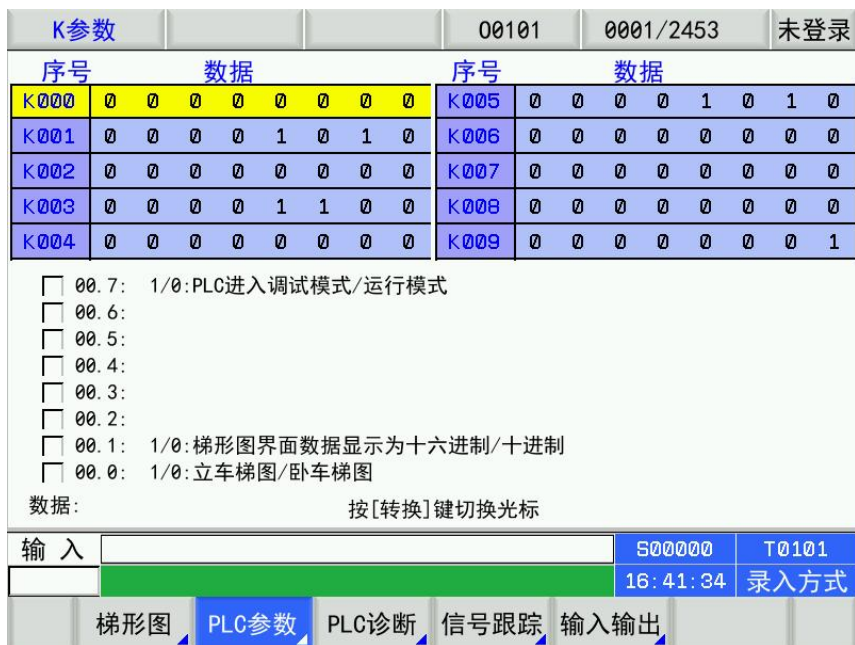 K参数 O0101 0001/2453 未登录
序号 数据 序号 数据
K000 0 0 0 0 0 0 0 0 K005 0 0 0 0 1 0 1 0
K001 0 0 0 0 1 0 1 0 K006 0 0 0 0 0 0 0 0
K002 0 0 0 0 0 0 0 0 K007 0 0 0 0 0 0 0 0
K003 0 0 0 0 1 1 0 0 K008 0 0 0 0 0 0 0 0
K004 0 0 0 0 0 0 0 0 K009 0 0 0 0 0 0 0 1
00.7: 1/0:PLC进入调试模式/运行模式
00.6:
00.5:
00.4:
00.3:
00.2:
00.1: 1/0:梯形图界面数据显示为十六进制/十进制
00.0: 1/0:立车梯图/卧车梯图
数据: 按[转换]键切换光标
输 入 S00000 T0101
16:41:34 录入方式
梯形图 PLC参数 PLC诊断 信号跟踪 输入输出